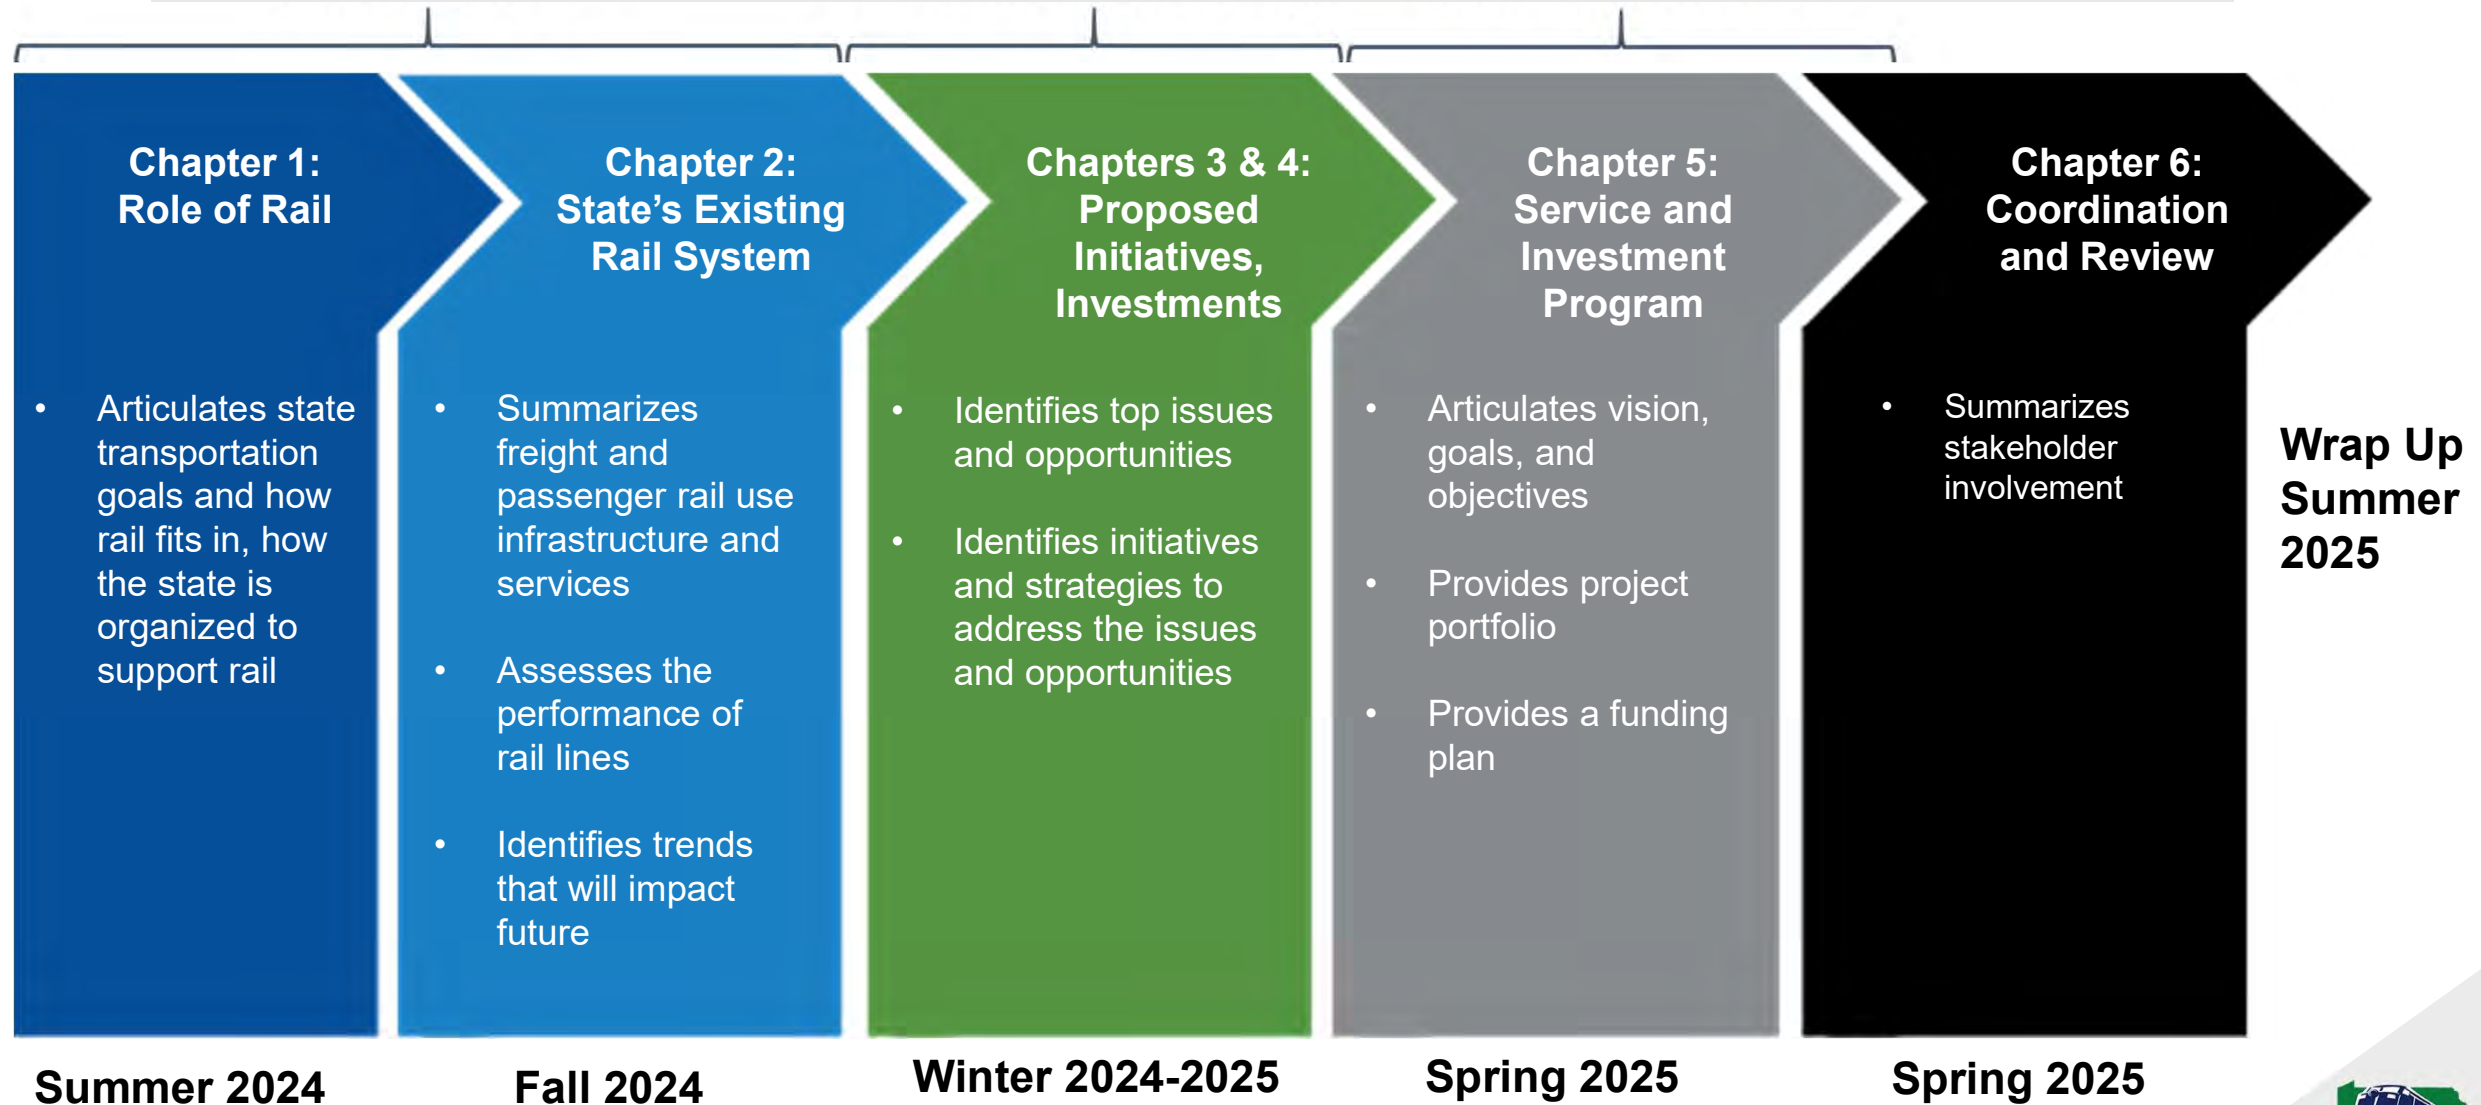 Chapter 1:
Role of Rail
• Articulates state
transportation
goals and how
rail fits in, how
the state is
organized to
support rail
Summer 2024
Chapter 2:
State’s Existing
Rail System
• Summarizes
freight and
passenger rail use
infrastructure and
services
• Assesses the
performance of
rail lines
• Identifies trends
that will impact
future
Fall 2024
Chapters 3 & 4:
Proposed
Initiatives,
Investments
• Identifies top issues
and opportunities
• Identifies initiatives
and strategies to
address the issues
and opportunities
Winter 2024-2025
Chapter 5:
Service and
Investment
Program
• Articulates vision,
goals, and
objectives
• Provides project
portfolio
• Provides a funding
plan
Spring 2025
Chapter 6:
Coordination
and Review
• Summarizes
stakeholder
involvement
Spring 2025
Wrap Up
Summer
2025